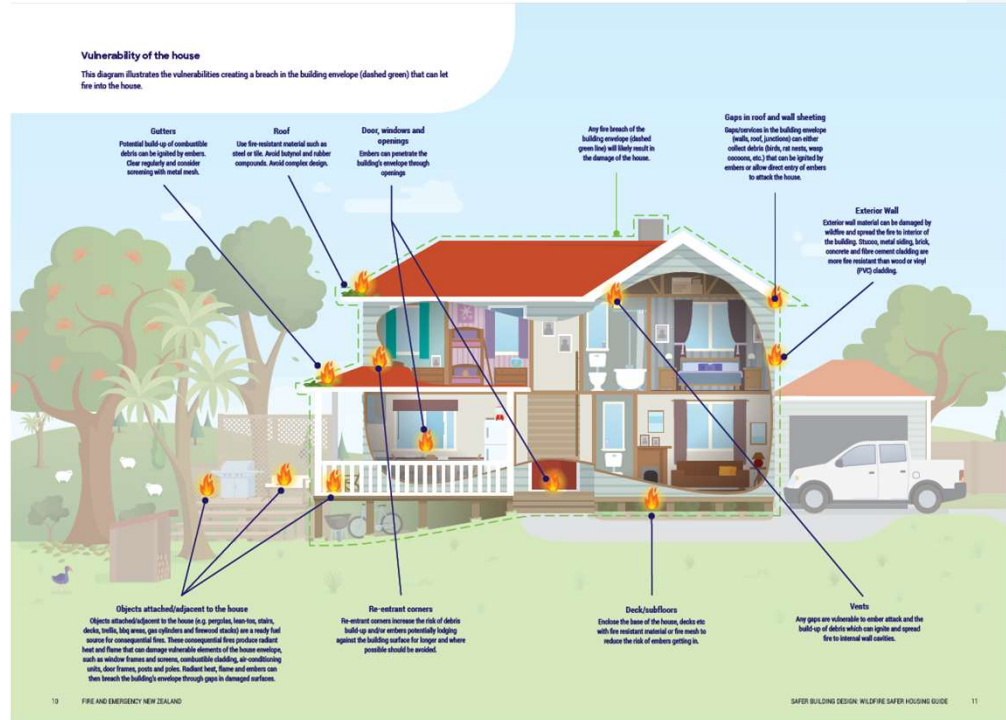 Vulnerability of the house
This diagram illustrates the vulnerabilities creating a breach in the building envelope (dashed green) that can let
fire into the house.
Gutters
Potential build-up of combustible
debris can be ignited by embers.
Clear regularly and consider
screening with metal mesh.
Roof
Use fire-resistant material such as
steel or tile. Avoid butynol and rubber
compounds. Avoid complex design.
Door, windows and
openings
Embers can penetrate the
building's envelope through
openings
Any fire breach of the
building envelope (dashed
green line) will likely result in
the damage of the house.
Gaps in roof and wall sheeting
Gaps/services in the building envelope
(walls, roof, junctions) can either
collect debris (birds, rat nests, wasp
cocoons, etc.) that can be ignited by
embers or allow direct entry of embers
to attack the house.
Exterior Wall
Exterior wall material can be damaged by
wildfire and spread the fire to interior of
the building. Stucco, metal siding, brick,
concrete and fibre cement cladding are
more fire resistant than wood or vinyl
(PVC) cladding.
Objects attached/adjacent to the house
Objects attached/adjacent to the house (e.g. pergolas, lean-tos, stairs,
decks, trellis, bbq areas, gas cylinders and firewood stacks) are a ready fuel
source for consequential fires. These consequential fires produce radiant
heat and flame that can damage vulnerable elements of the house envelope,
such as window frames and screens, combustible cladding, air-conditioning
units, door frames, posts and poles. Radiant heat, flame and embers can
then breach the building's envelope through gaps in damaged surfaces.
Re-entrant corners
Re-entrant corners increase the risk of debris
build-up and/or embers potentially lodging
against the building surface for longer and where
possible should be avoided.
Deck/subfloors
Enclose the base of the house, decks etc
with fire resistant material or fire mesh to
reduce the risk of embers getting in.
Vents
Any gaps are vulnerable to ember attack and the
build-up of debris which can ignite and spread
fire to internal wall cavities.
10 FIRE AND EMERGENCY NEW ZEALAND
SAFER BUILDING DESIGN: WILDFIRE SAFER HOUSING GUIDE 11